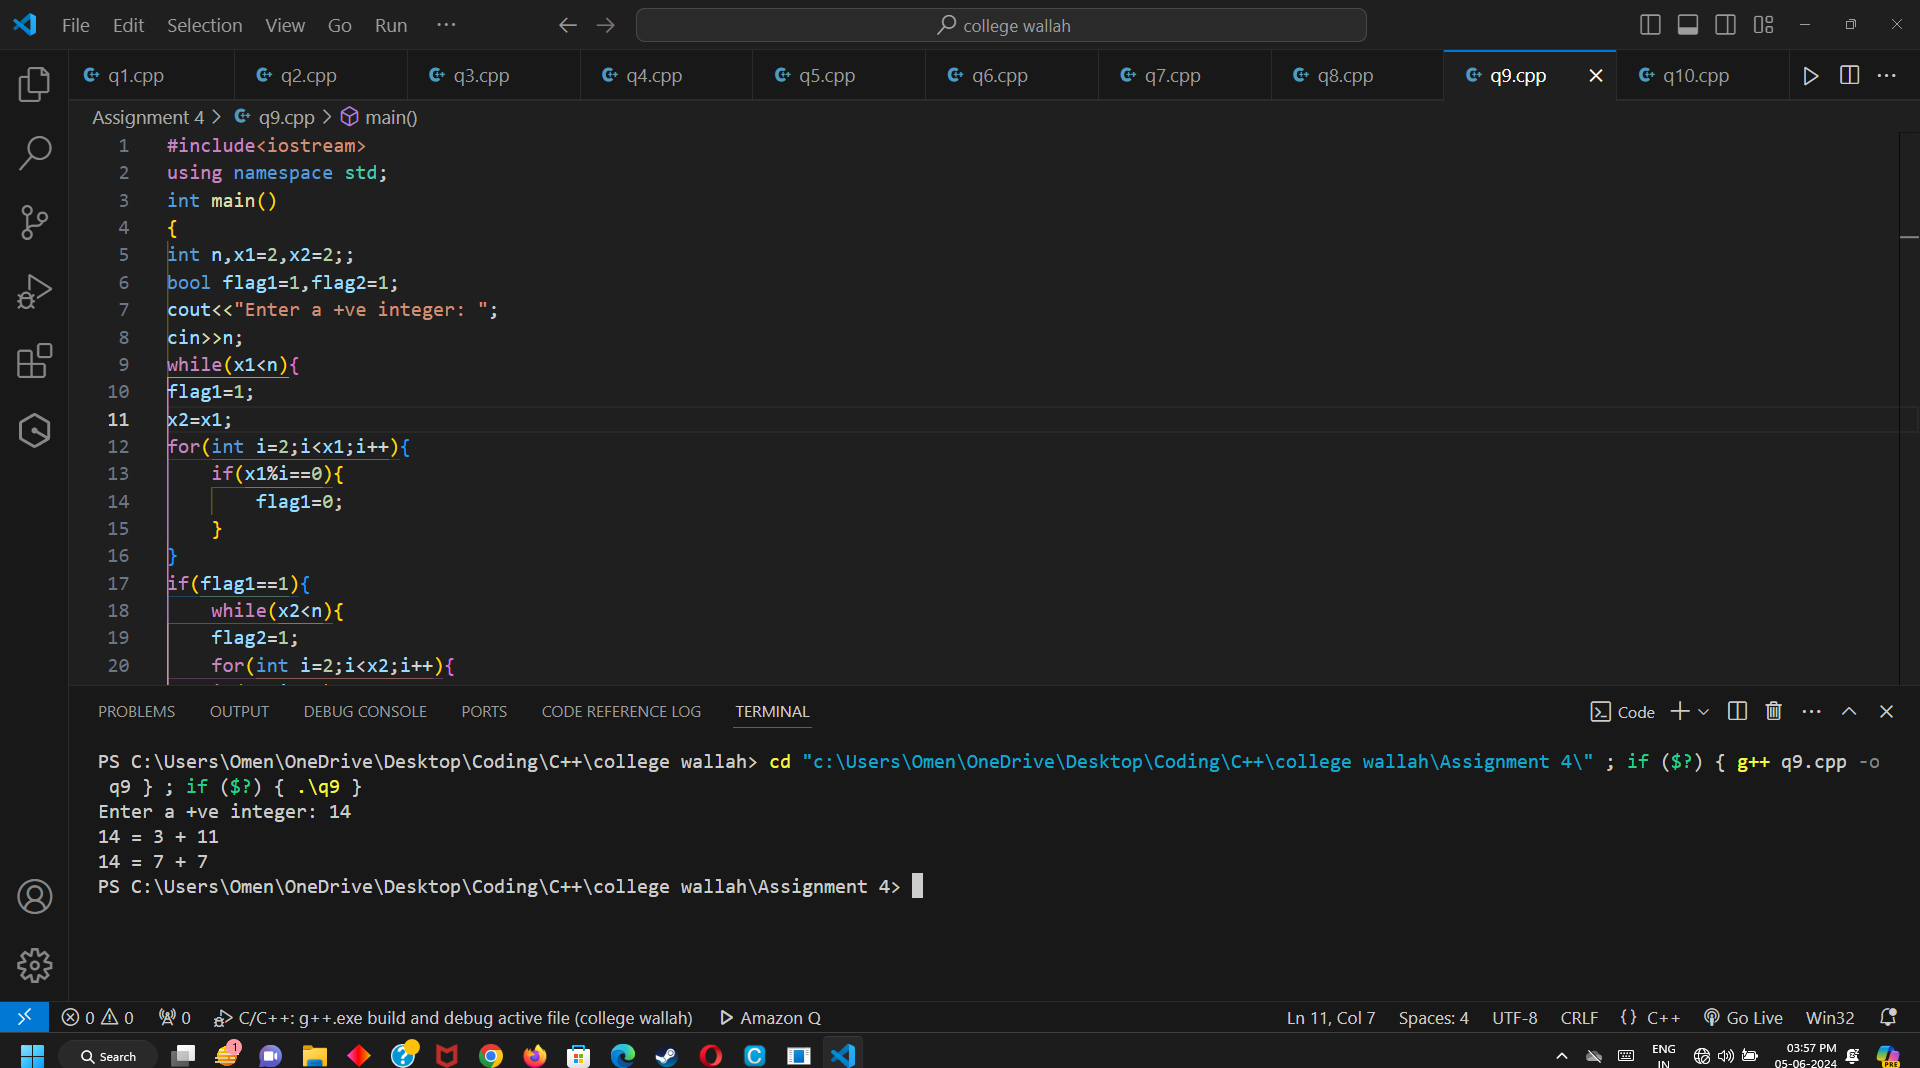 File Edit Selection View Go Run ··· college wallah
q1.cpp q2.cpp q3.cpp q4.cpp q5.cpp q6.cpp q7.cpp q8.cpp q9.cpp q10.cpp
Assignment 4 > q9.cpp > main()
1 #include<iostream>
2 using namespace std;
3 int main()
4 {
5 int n,x1=2,x2=2;;
6 bool flag1=1,flag2=1;
7 cout<<"Enter a +ve integer: ";
8 cin>>n;
9 while(x1<n){
10 flag1=1;
11 x2=x1;
12 for(int i=2;i<x1;i++){
13 if(x1%i==0){
14 flag1=0;
15 }
16 }
17 if(flag1==1){
18 while(x2<n){
19 flag2=1;
20 for(int i=2;i<x2;i++){
PROBLEMS OUTPUT DEBUG CONSOLE PORTS CODE REFERENCE LOG TERMINAL Code
PS C:\Users\Omen\OneDrive\Desktop\Coding\C++\college wallah> cd "c:\Users\Omen\OneDrive\Desktop\Coding\C++\college wallah\Assignment 4\" ; if ($?) { g++ q9.cpp -o
q9 } ; if ($?) { .\q9 }
Enter a +ve integer: 14
14 = 3 + 11
14 = 7 + 7
PS C:\Users\Omen\OneDrive\Desktop\Coding\C++\college wallah\Assignment 4>
0 0 0 C/C++: g++.exe build and debug active file (college wallah) Amazon Q Ln 11, Col 7 Spaces: 4 UTF-8 CRLF {} C++ Go Live Win32
Search 1 ENG 03:57 PM
IN 05-06-2024 PRE